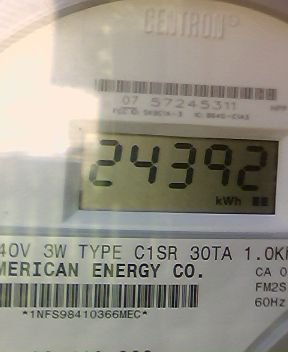 CENTRON®
07 57245311
24392
kWh
40V 3W TYPE C1SR 30TA 1.0K
MERICAN ENERGY CO.
CA 0
FM2S
60Hz
*1NFS98410366MEC*